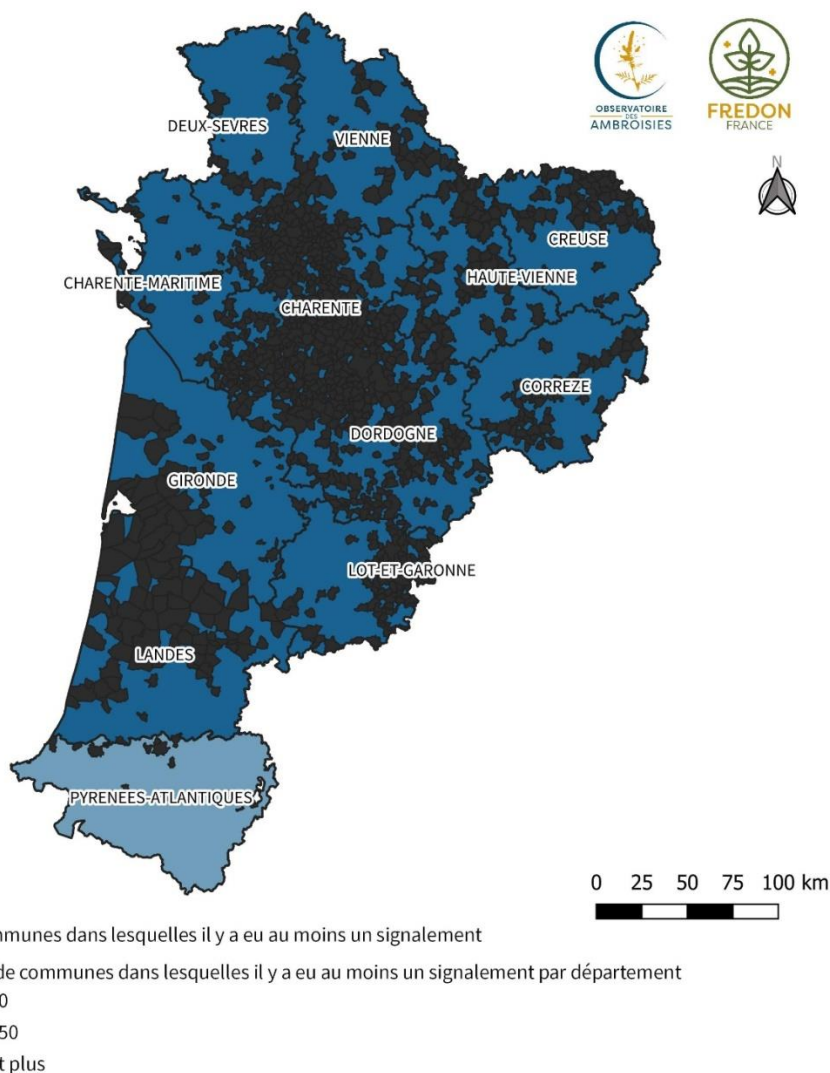 OBSERVATOIRE
DES
AMBROISIES
FREDON
FRANCE
N
DEUX-SEVRES
VIENNE
CREUSE
HAUTE-VIENNE
CHARENTE-MARITIME
CHARENTE
CORREZE
DORDOGNE
GIRONDE
LOT-ET-GARONNE
LANDES
PYRENEES-ATLANTIQUES
0 25 50 75 100 km
dans lesquelles il y a eu au moins un signalement
de communes dans lesquelles il y a eu au moins un signalement par département
0
50
plus